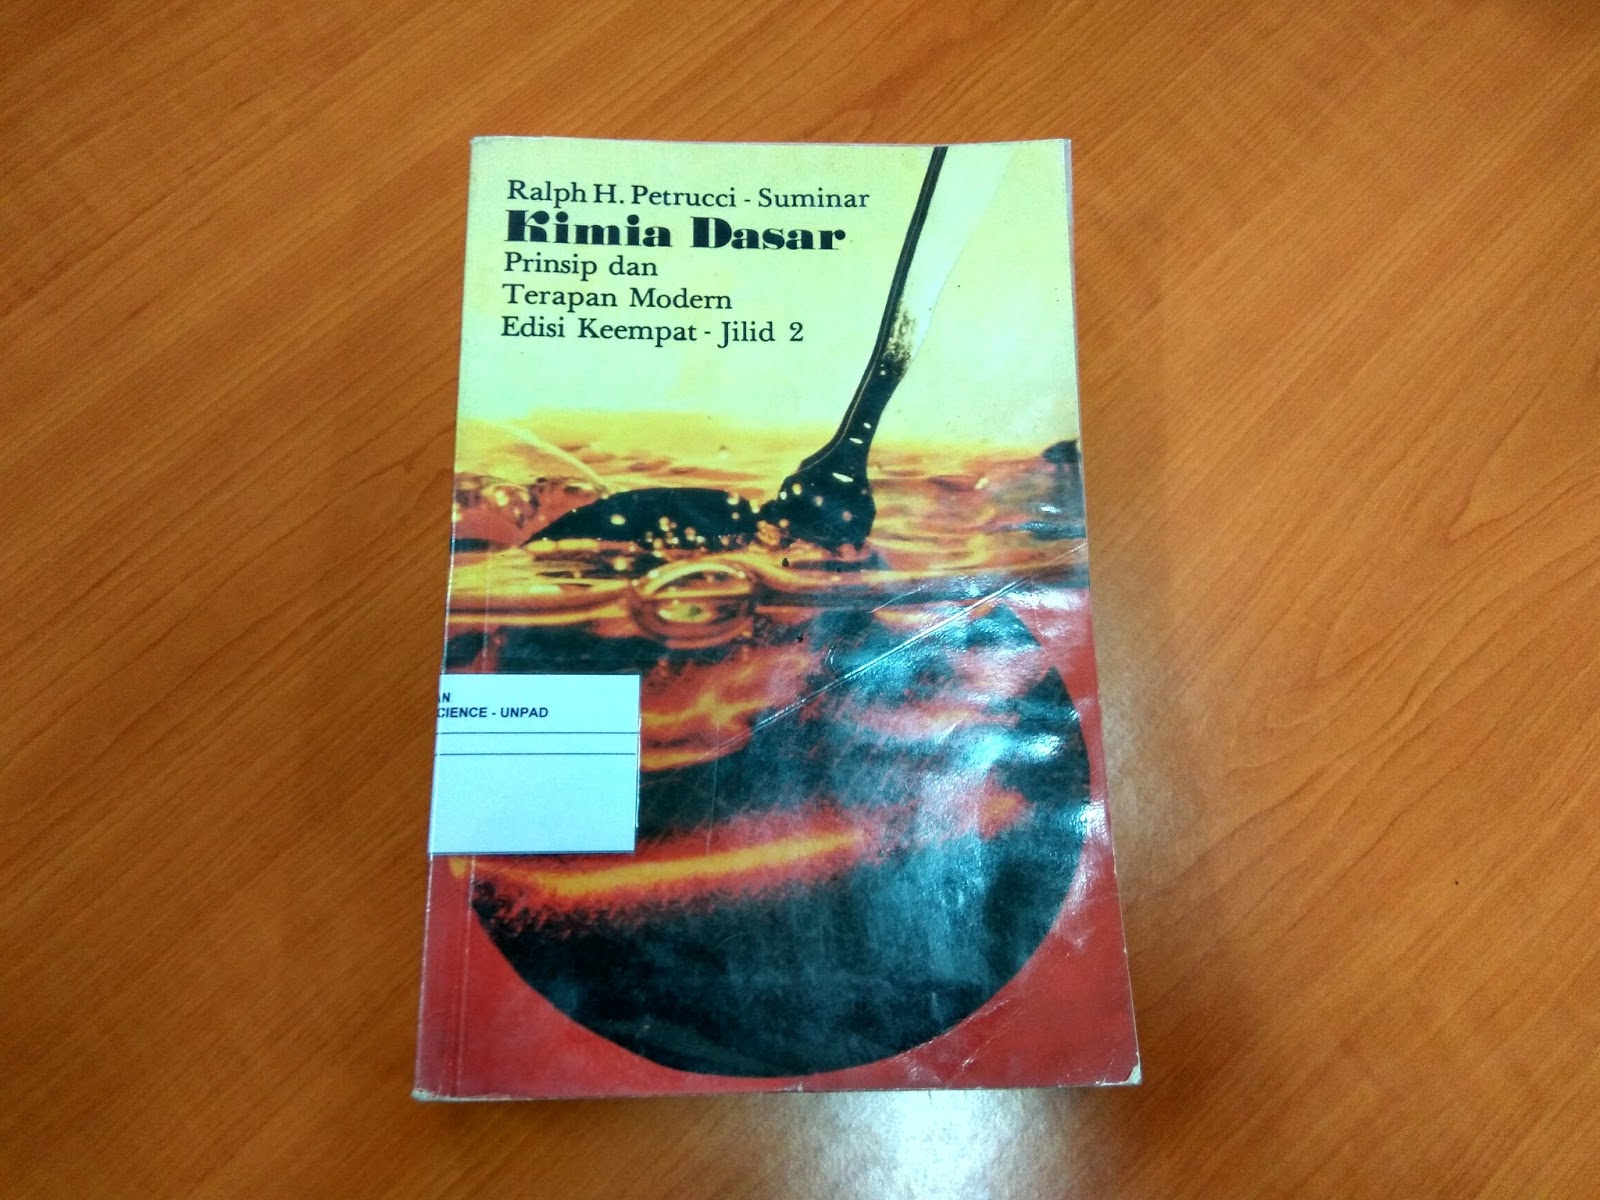 Ralph H. Petrucci - Suminar
Kimia Dasar
Prinsip dan
Terapan Modern
Edisi Keempat - Jilid 2
AN
CIENCE - UNPAD